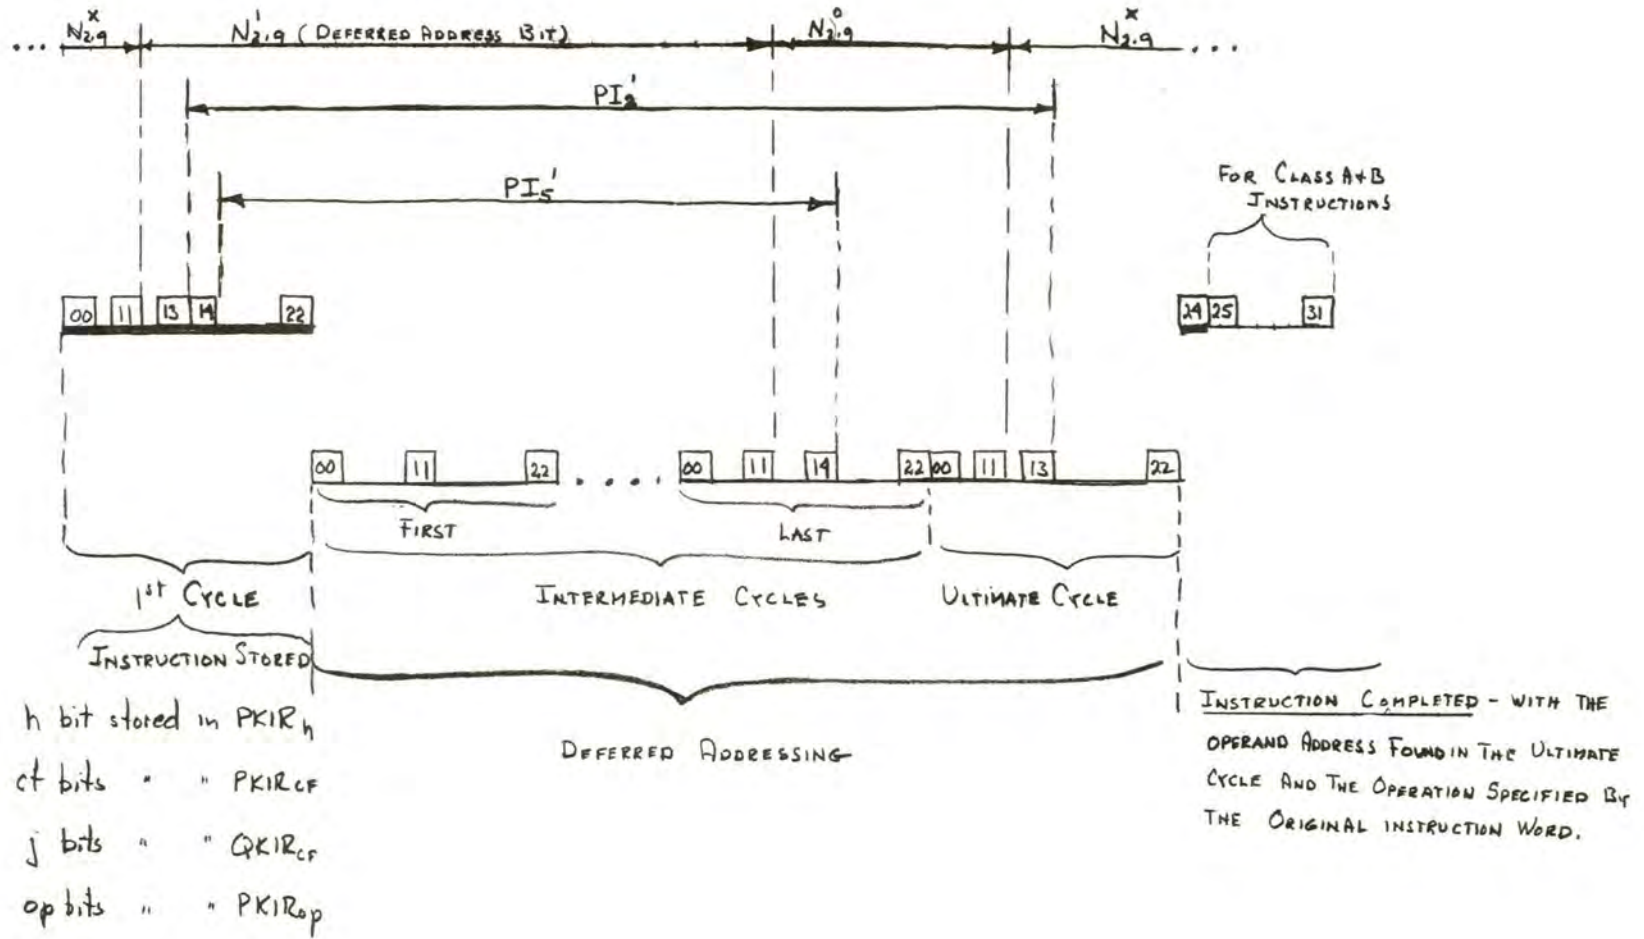 ... N₂.₉ˣ N₂.₉¹ (DEFERRED ADDRESS BIT) N₂.₉⁰ N₂.₉ˣ ...
PI₂¹
PI₅¹
FOR CLASS A+B
INSTRUCTIONS
00 11 13 14 22 24 25 31
00 11 22 .... 00 11 14 22 00 11 13 22
FIRST LAST
1st CYCLE INTERMEDIATE CYCLES ULTIMATE CYCLE
INSTRUCTION STORED
h bit stored in PKIRh
cf bits " " PKIRCF
j bits " " QKIRCF
op bits " " PKIRop
DEFERRED ADDRESSING
INSTRUCTION COMPLETED - WITH THE
OPERAND ADDRESS FOUND IN THE ULTIMATE
CYCLE AND THE OPERATION SPECIFIED BY
THE ORIGINAL INSTRUCTION WORD.